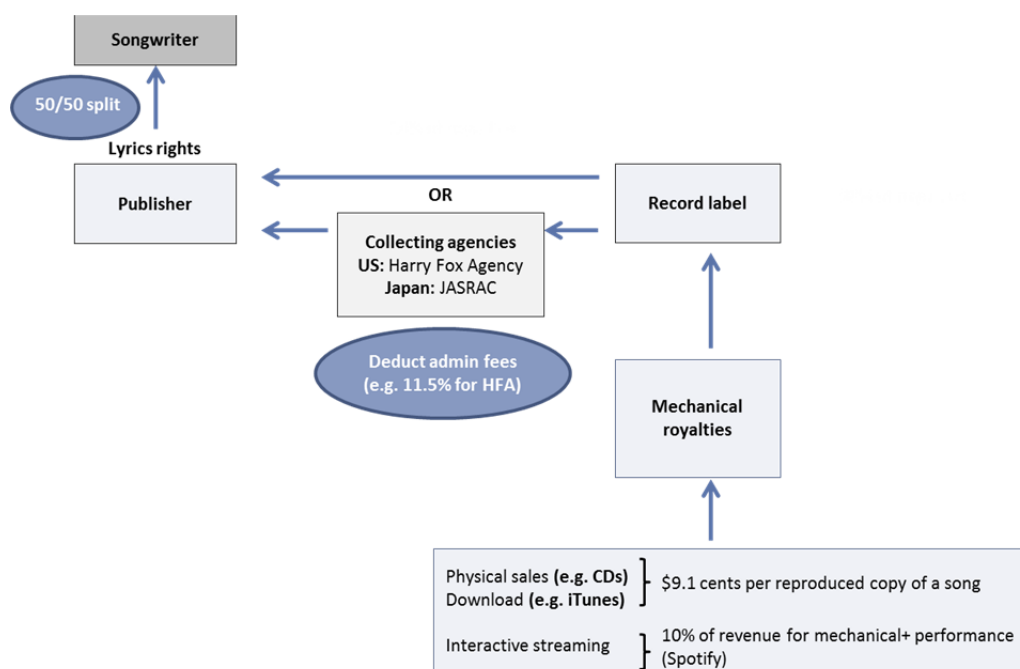 Songwriter
50/50 split
Lyrics rights
Publisher
OR
Record label
Collecting agencies
US: Harry Fox Agency
Japan: JASRAC
Deduct admin fees
(e.g. 11.5% for HFA)
Mechanical
royalties
Physical sales (e.g. CDs)
Download (e.g. iTunes)
$9.1 cents per reproduced copy of a song
Interactive streaming
10% of revenue for mechanical+ performance
(Spotify)